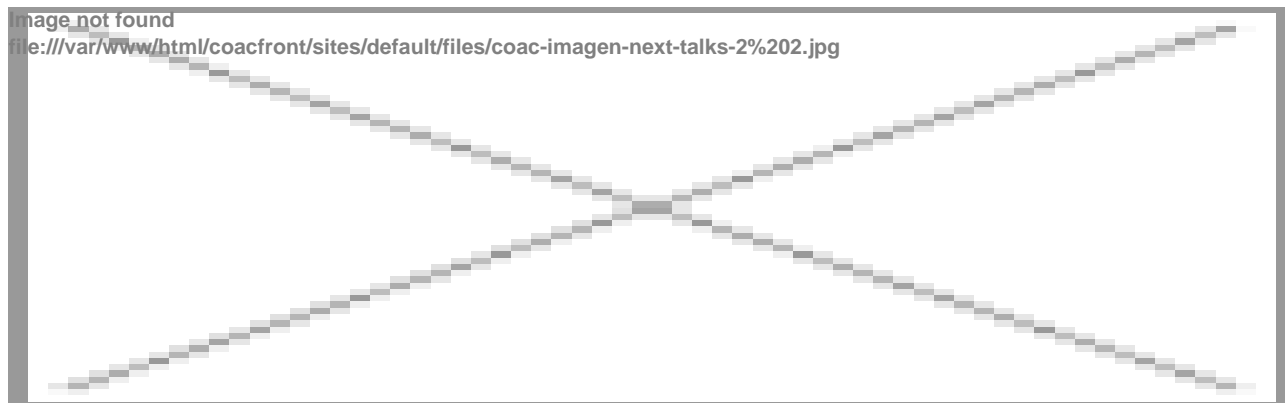 Image not found
file:///var/www/html/coacfront/sites/default/files/coac-imagen-next-talks-2%202.jpg